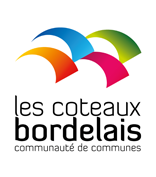 les coteaux
bordelais
communauté de communes